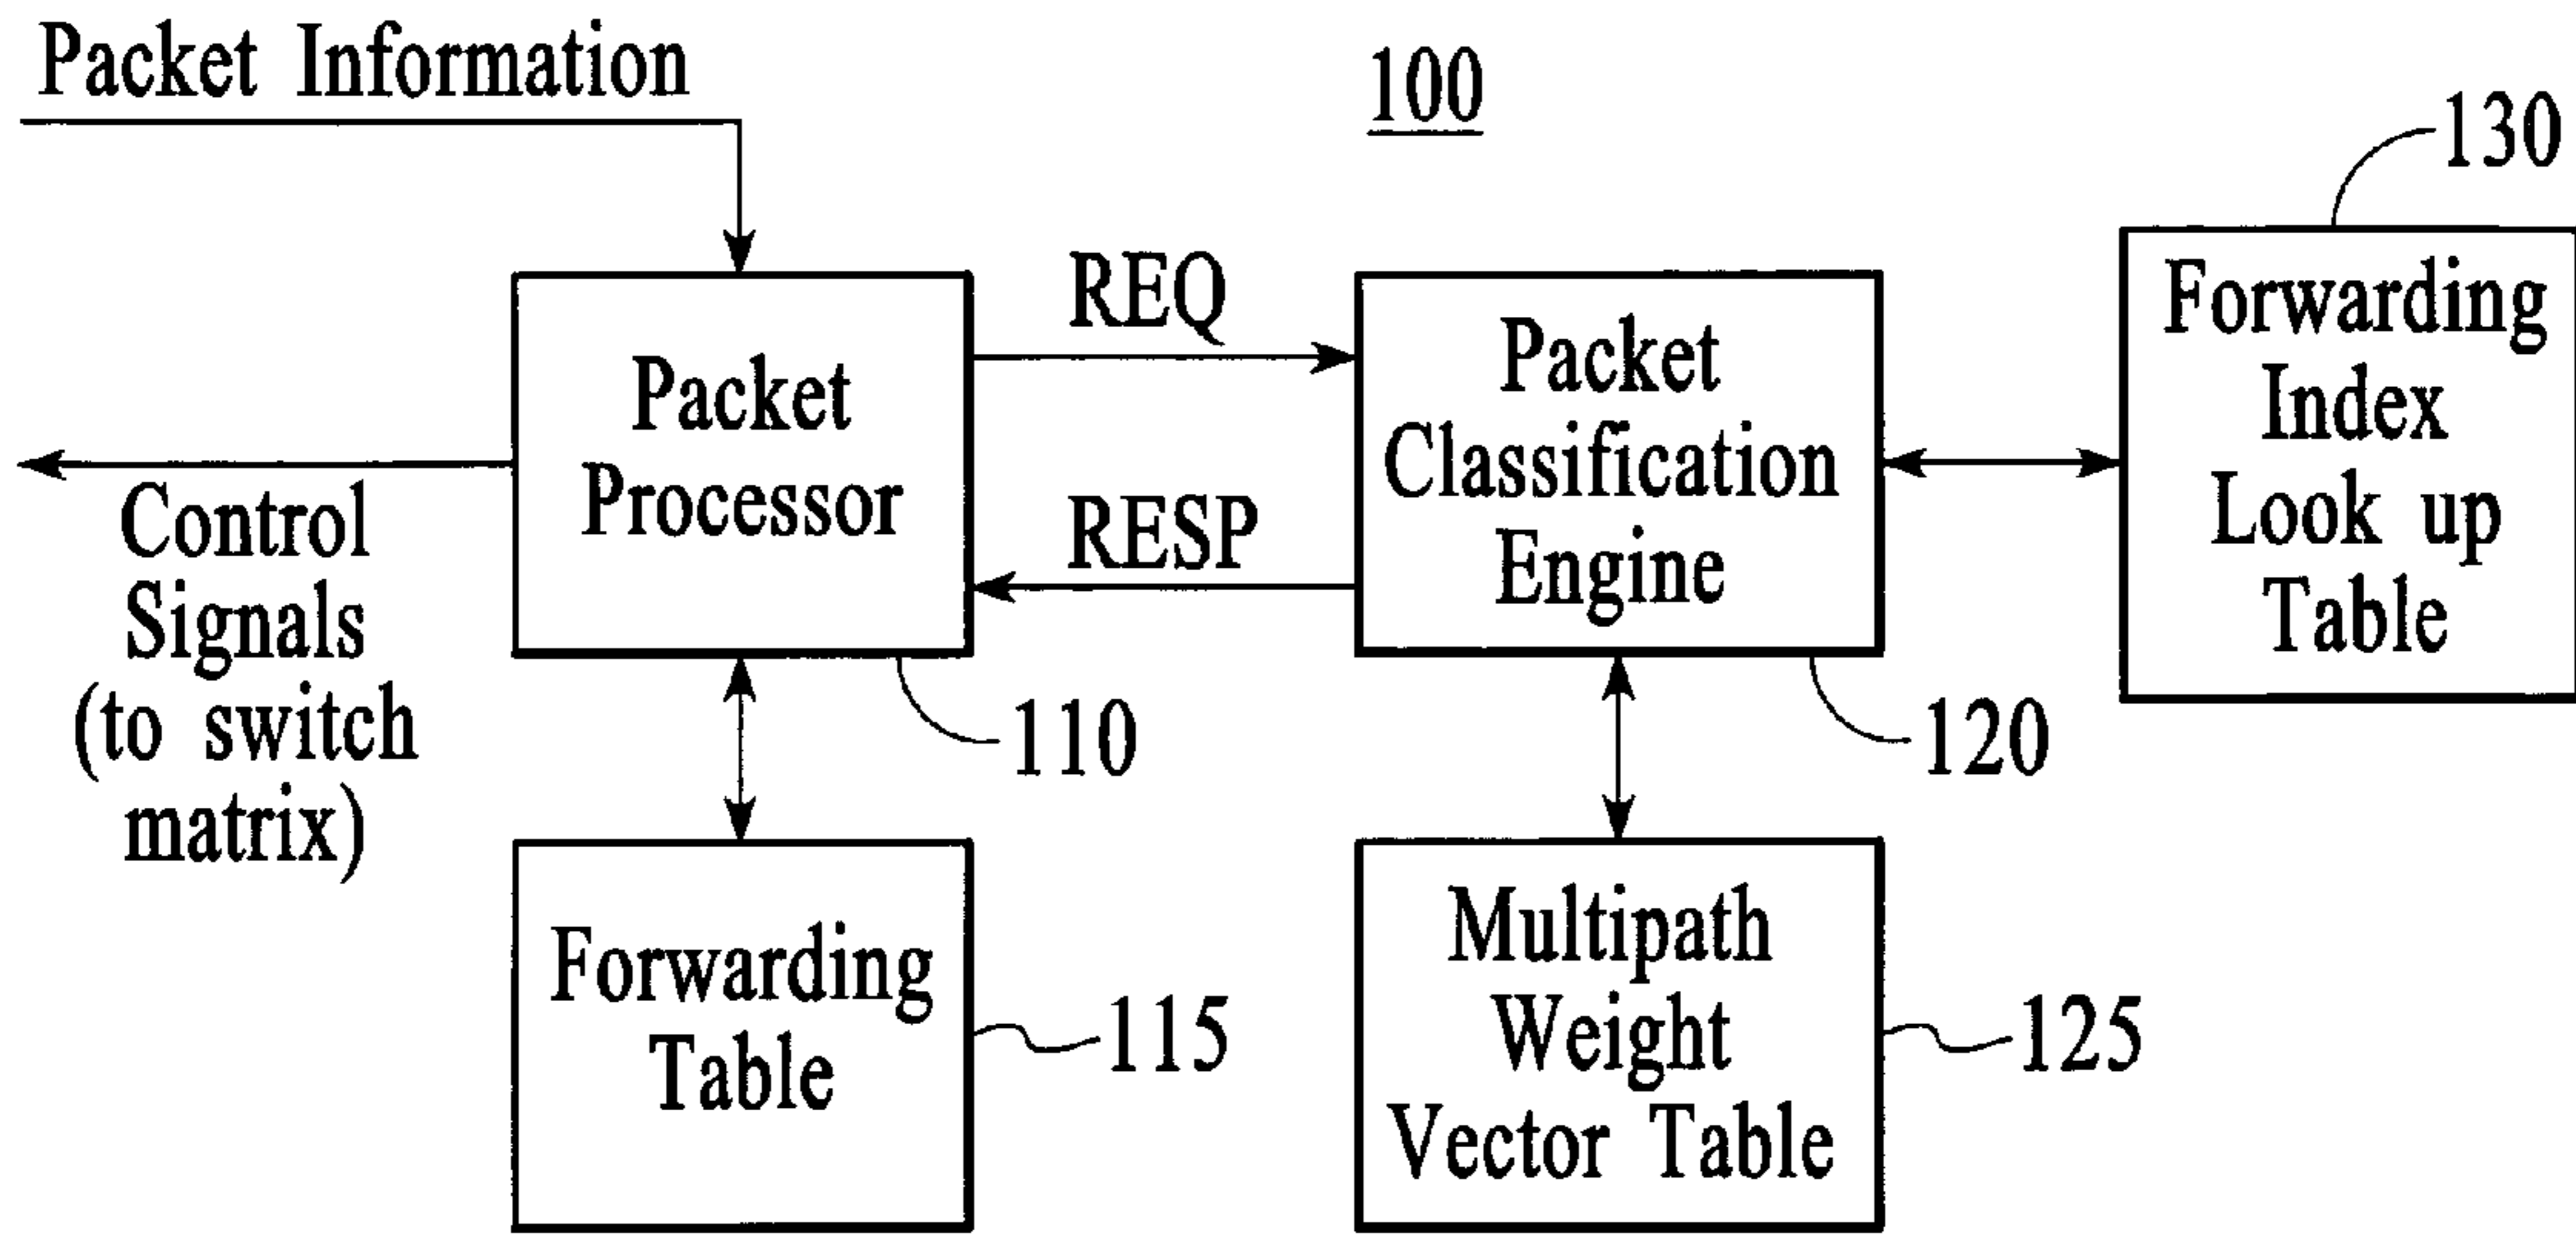 Packet Information
100
130
REQ
Packet
Processor
RESP
Packet
Classification
Engine
Forwarding
Index
Look up
Table
Control
Signals
(to switch
matrix)
110
120
Forwarding
Table
115
Multipath
Weight
Vector Table
125